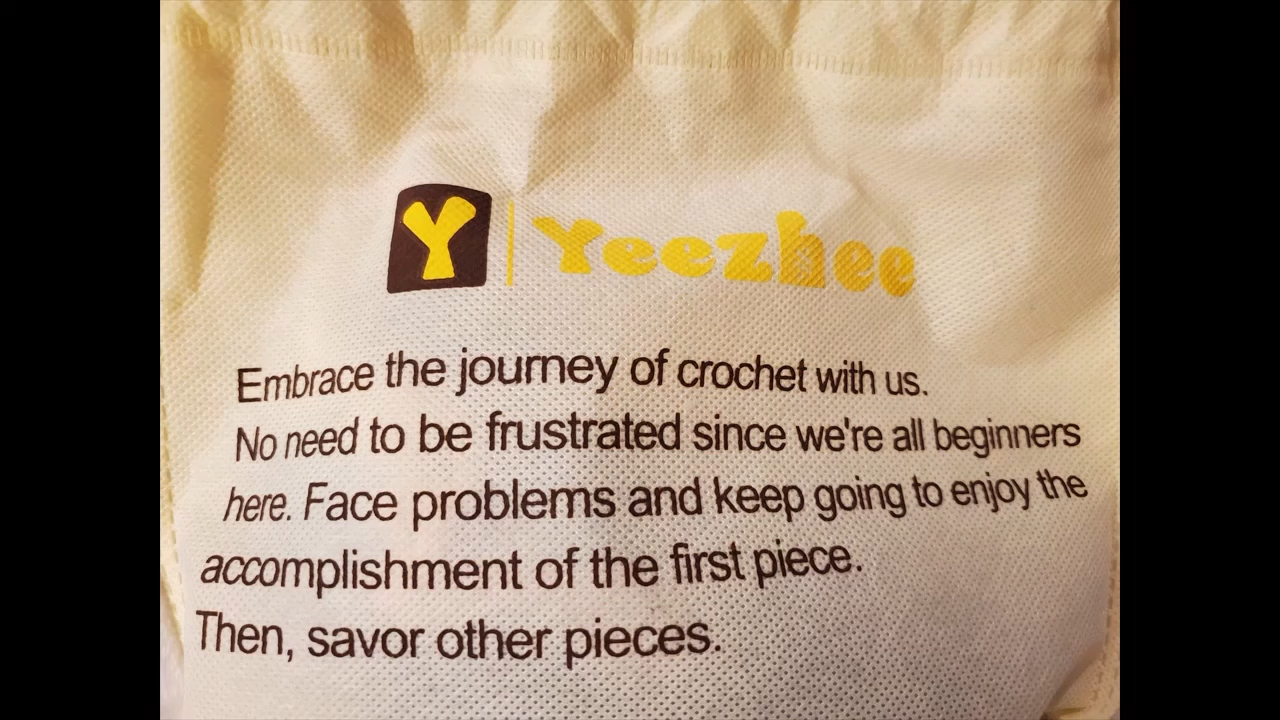 Y | Yeezhee
Embrace the journey of crochet with us.
No need to be frustrated since we're all beginners
here. Face problems and keep going to enjoy the
accomplishment of the first piece.
Then, savor other pieces.